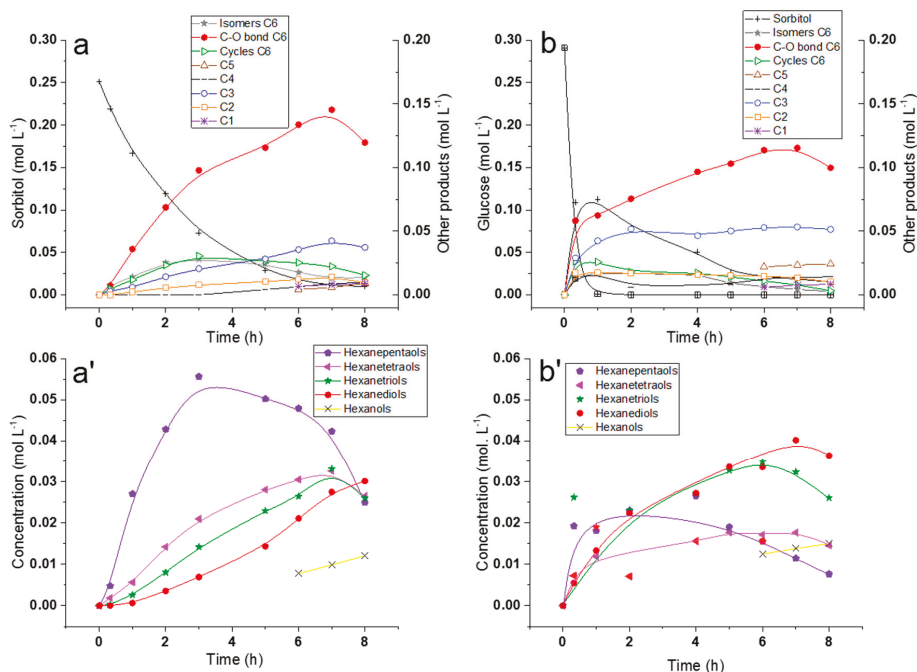 a
Isomers C6
C-O bond C6
Cycles C6
C5
C4
C3
C2
C1
0.30
0.25
0.20
0.15
0.10
0.05
0.00
Sorbitol (mol L-1)
0.20
0.15
0.10
0.05
0.00
Other products (mol L-1)
0 2 4 6 8
Time (h)
b
Sorbitol
Isomers C6
C-O bond C6
Cycles C6
C5
C4
C3
C2
C1
0.30
0.25
0.20
0.15
0.10
0.05
0.00
Glucose (mol L-1)
0.20
0.15
0.10
0.05
0.00
Other products (mol L-1)
0 2 4 6 8
Time (h)
a'
Hexanepentaols
Hexanetetraols
Hexanetriols
Hexanediols
Hexanols
0.06
0.05
0.04
0.03
0.02
0.01
0.00
Concentration (mol L-1)
0 2 4 6 8
Time (h)
b'
Hexanepentaols
Hexanetetraols
Hexanetriols
Hexanediols
Hexanols
0.06
0.05
0.04
0.03
0.02
0.01
0.00
Concentration (mol. L-1)
0 2 4 6 8
Time (h)